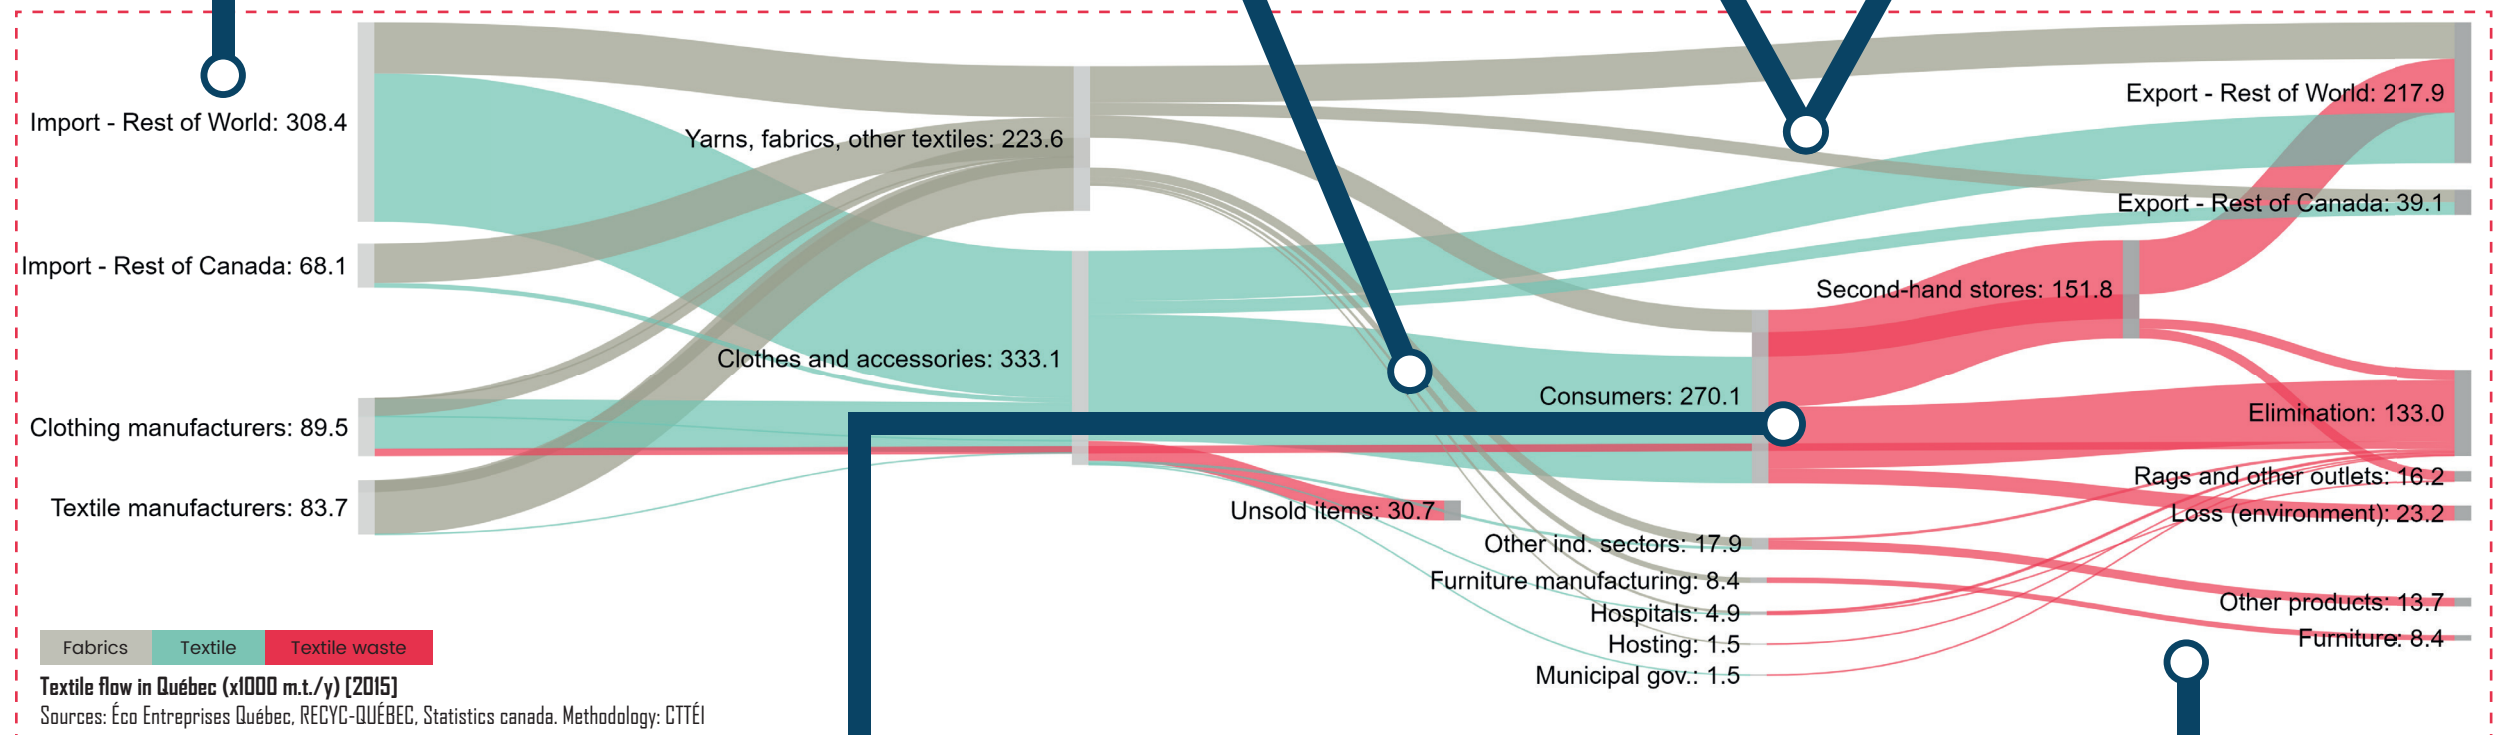 Import - Rest of World: 308.4
Import - Rest of Canada: 68.1
Clothing manufacturers: 89.5
Textile manufacturers: 83.7
Yarns, fabrics, other textiles: 223.6
Clothes and accessories: 333.1
Unsold items: 30.7
Consumers: 270.1
Other ind. sectors: 17.9
Furniture manufacturing: 8.4
Hospitals: 4.9
Hosting: 1.5
Municipal gov.: 1.5
Second-hand stores: 151.8
Export - Rest of World: 217.9
Export - Rest of Canada: 39.1
Elimination: 133.0
Rags and other outlets: 16.2
Loss (environment): 23.2
Other products: 13.7
Furniture: 8.4
Fabrics
Textile
Textile waste
Textile flow in Québec (x1000 m.t./y) [2015]
Sources: Éco Entreprises Québec, RECYC-QUÉBEC, Statistics canada. Methodology: CTTÉI